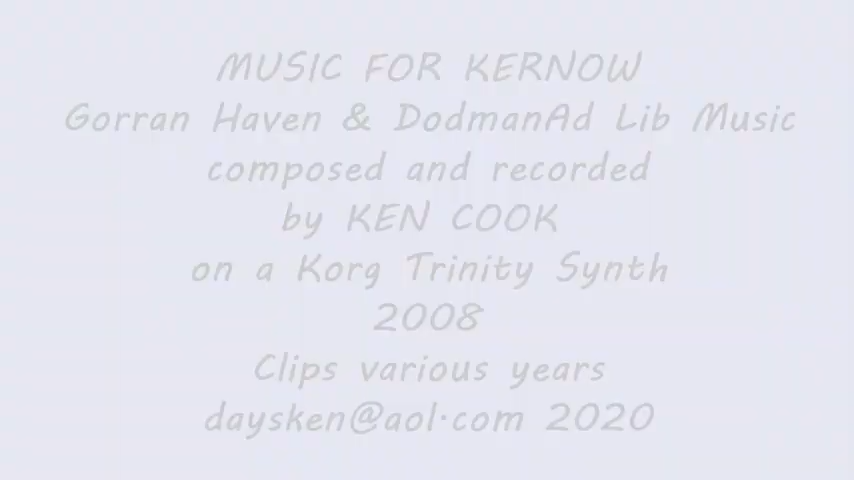 MUSIC FOR KERNOW
Gorran Haven & DodmanAd Lib Music
composed and recorded
by KEN COOK
on a Korg Trinity Synth
2008
Clips various years
daysken@aol.com 2020